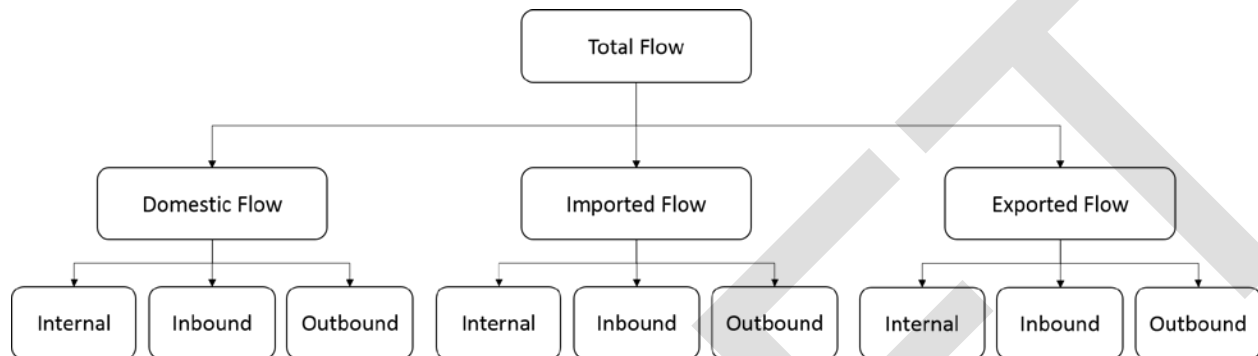 Total Flow
Domestic Flow
Imported Flow
Exported Flow
Internal
Inbound
Outbound
Internal
Inbound
Outbound
Internal
Inbound
Outbound